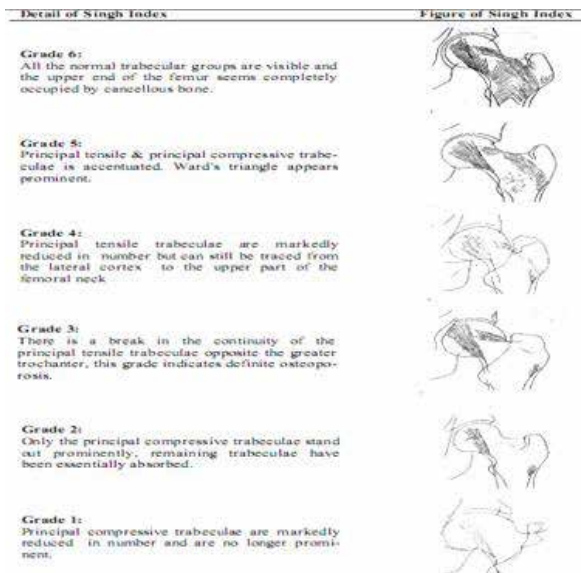 Detail of Singh Index
Figure of Singh Index
Grade 6:
All the normal trabecular groups are visible and
the upper end of the femur seems completely
occupied by cancellous bone.
Grade 5:
Principal tensile & principal compressive trabe-
culae is accentuated. Ward's triangle appears
prominent.
Grade 4:
Principal tensile trabeculae are markedly
reduced in number but can still be traced from
the lateral cortex to the upper part of the
femoral neck
Grade 3:
There is a break in the continuity of the
principal tensile trabeculae opposite the greater
trochanter, this grade indicates definite osteopo-
rosis.
Grade 2:
Only the principal compressive trabeculae stand
out prominently, remaining trabeculae have
been essentially absorbed.
Grade 1:
Principal compressive trabeculae are markedly
reduced in number and are no longer promi-
nent.